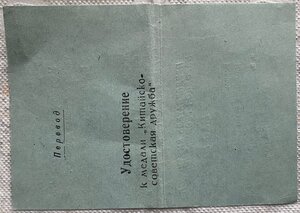 Перевод
Удостоверение
к медали „Китайско-
советская дружба"